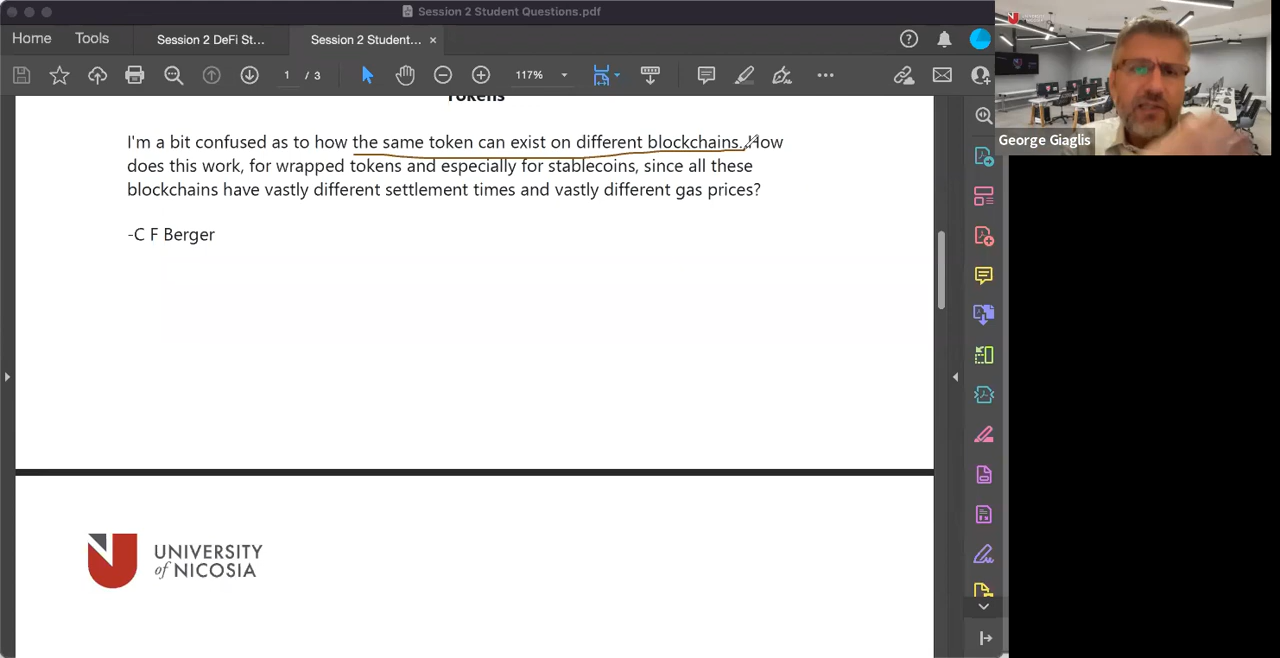 Session 2 Student Questions.pdf
Home
Tools
Session 2 DeFi St...
Session 2 Student...
1 / 3
117%
George Giaglis
Tokens
I'm a bit confused as to how the same token can exist on different blockchains. How
does this work, for wrapped tokens and especially for stablecoins, since all these
blockchains have vastly different settlement times and vastly different gas prices?
-C F Berger
UNIVERSITY
of NICOSIA